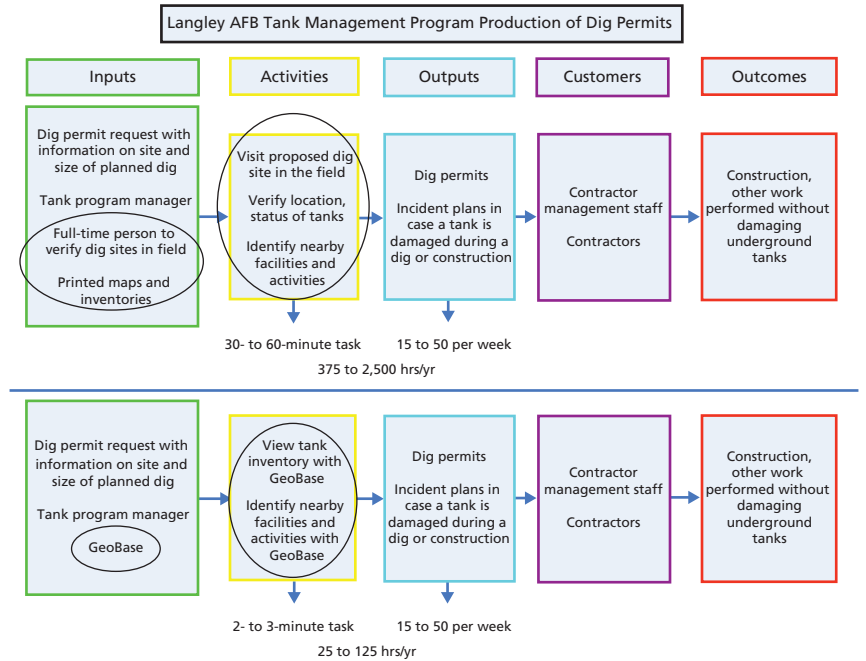 Langley AFB Tank Management Program Production of Dig Permits
Inputs
Activities
Outputs
Customers
Outcomes
Dig permit request with
information on site and
size of planned dig
Tank program manager
Full-time person to
verify dig sites in field
Printed maps and
inventories
Visit proposed dig
site in the field
Verify location,
status of tanks
Identify nearby
facilities and
activities
Dig permits
Incident plans in
case a tank is
damaged during a
dig or construction
Contractor
management staff
Contractors
Construction,
other work
performed without
damaging
underground
tanks
30- to 60-minute task
15 to 50 per week
375 to 2,500 hrs/yr
Dig permit request with
information on site and
size of planned dig
Tank program manager
GeoBase
View tank
inventory with
GeoBase
Identify nearby
facilities and
activities with
GeoBase
Dig permits
Incident plans in
case a tank is
damaged during a
dig or construction
Contractor
management staff
Contractors
Construction,
other work
performed without
damaging
underground
tanks
2- to 3-minute task
15 to 50 per week
25 to 125 hrs/yr